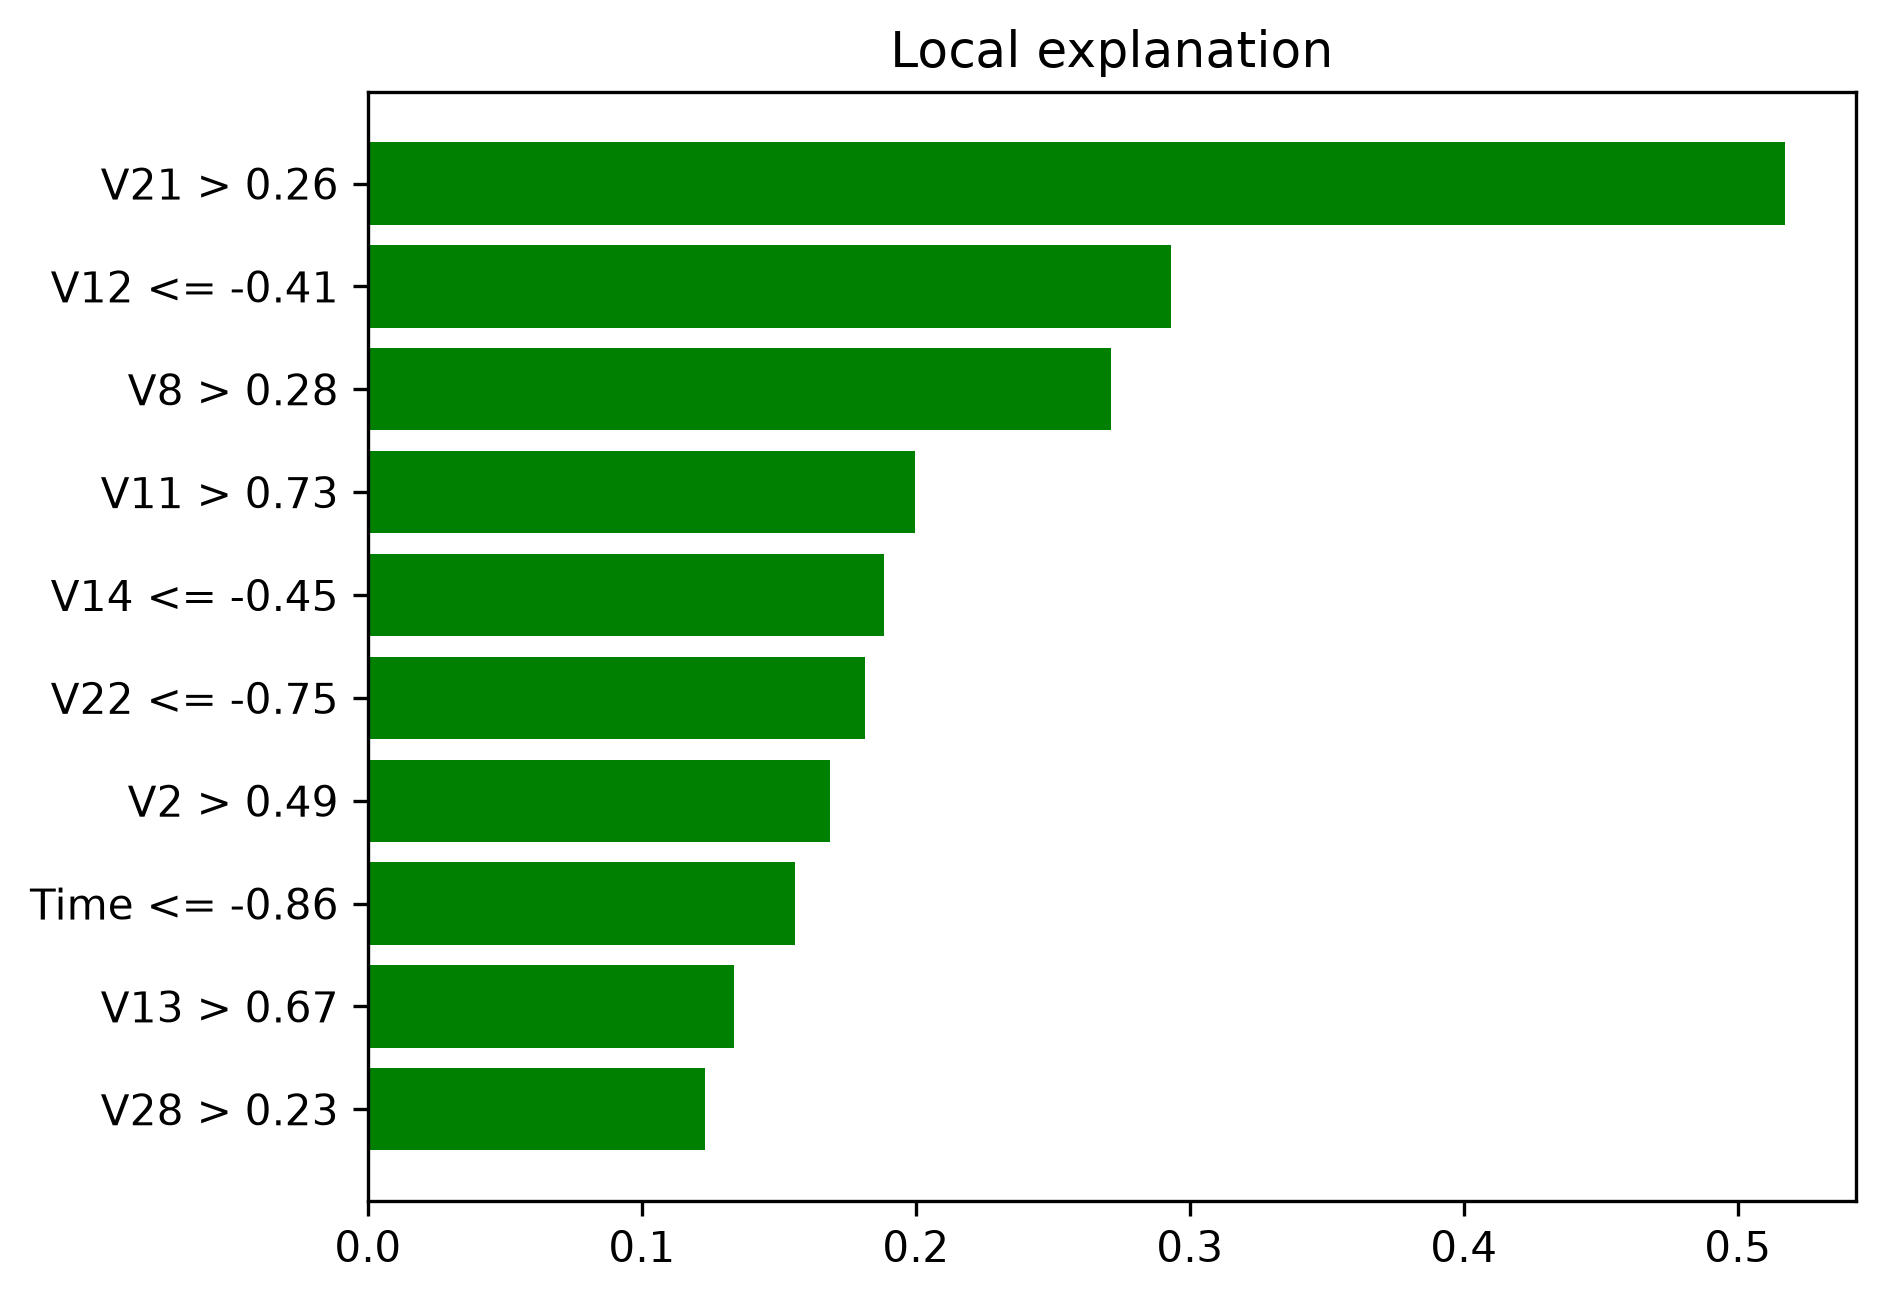 Local explanation
V21 > 0.26
V12 <= -0.41
V8 > 0.28
V11 > 0.73
V14 <= -0.45
V22 <= -0.75
V2 > 0.49
Time <= -0.86
V13 > 0.67
V28 > 0.23
0.0 0.1 0.2 0.3 0.4 0.5